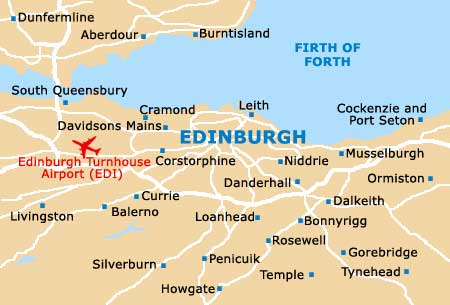 Dunfermline
Aberdour
Burntisland
FIRTH OF
FORTH
South Queensbury
Cramond
Leith
Cockenzie and
Port Seton
Davidsons Mains
EDINBURGH
Edinburgh Turnhouse
Airport (EDI)
Corstorphine
Niddrie
Musselburgh
Danderhall
Ormiston
Currie
Livingston
Balerno
Loanhead
Dalkeith
Bonnyrigg
Rosewell
Silverburn
Penicuik
Gorebridge
Temple
Tynehead
Howgate